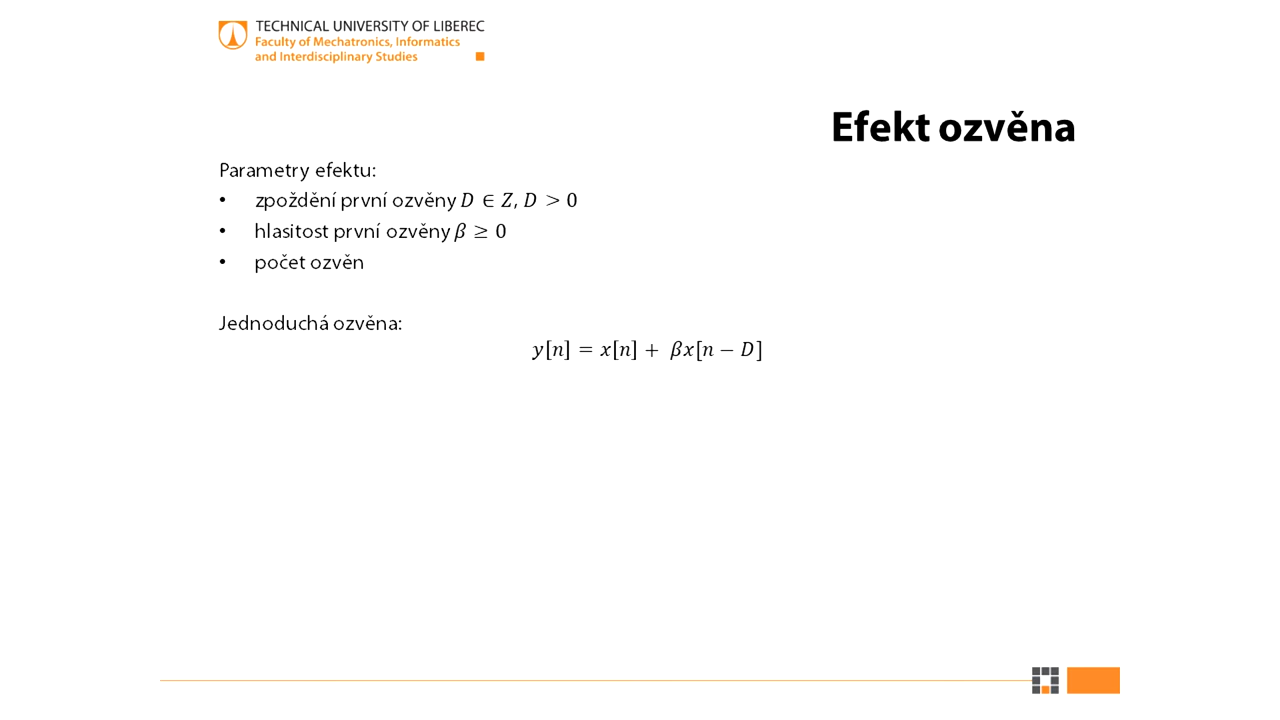 TECHNICAL UNIVERSITY OF LIBEREC
Faculty of Mechatronics, Informatics
and Interdisciplinary Studies
Efekt ozvěna
Parametry efektu:
• zpoždění první ozvěny D ∈ Z, D > 0
• hlasitost první ozvěny β ≥ 0
• počet ozvěn
Jednoduchá ozvěna:
y[n] = x[n] + βx[n − D]